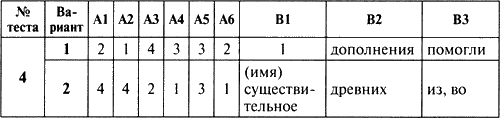 № теста Ва-риант А1 А2 А3 А4 А5 А6 В1 В2 В3
4 1 2 1 4 3 3 2 1 дополнения помогли
2 4 4 2 1 3 1 (имя) существи-тельное древних из, во